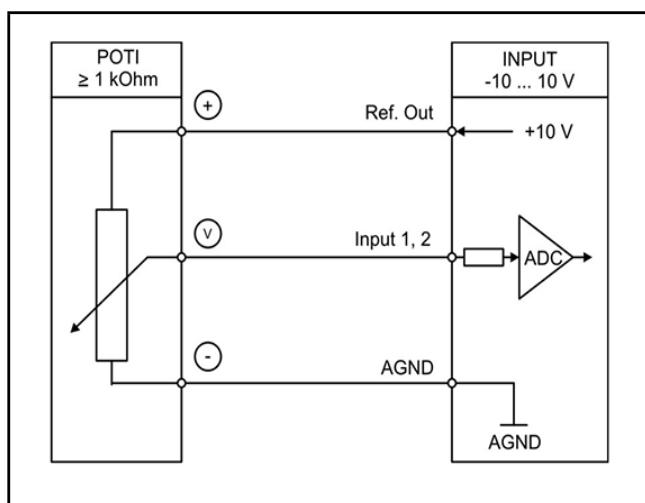 POTI
≥ 1 kOhm
INPUT
-10 ... 10 V
+
Ref. Out
+10 V
V
Input 1, 2
ADC
-
AGND
AGND